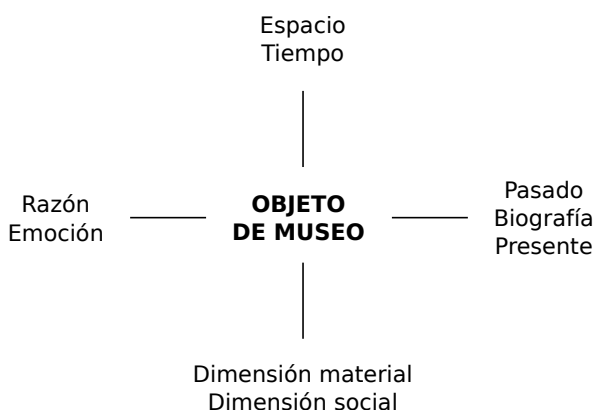 Espacio
Tiempo
Razón
Emoción
OBJETO
DE MUSEO
Pasado
Biografía
Presente
Dimensión material
Dimensión social